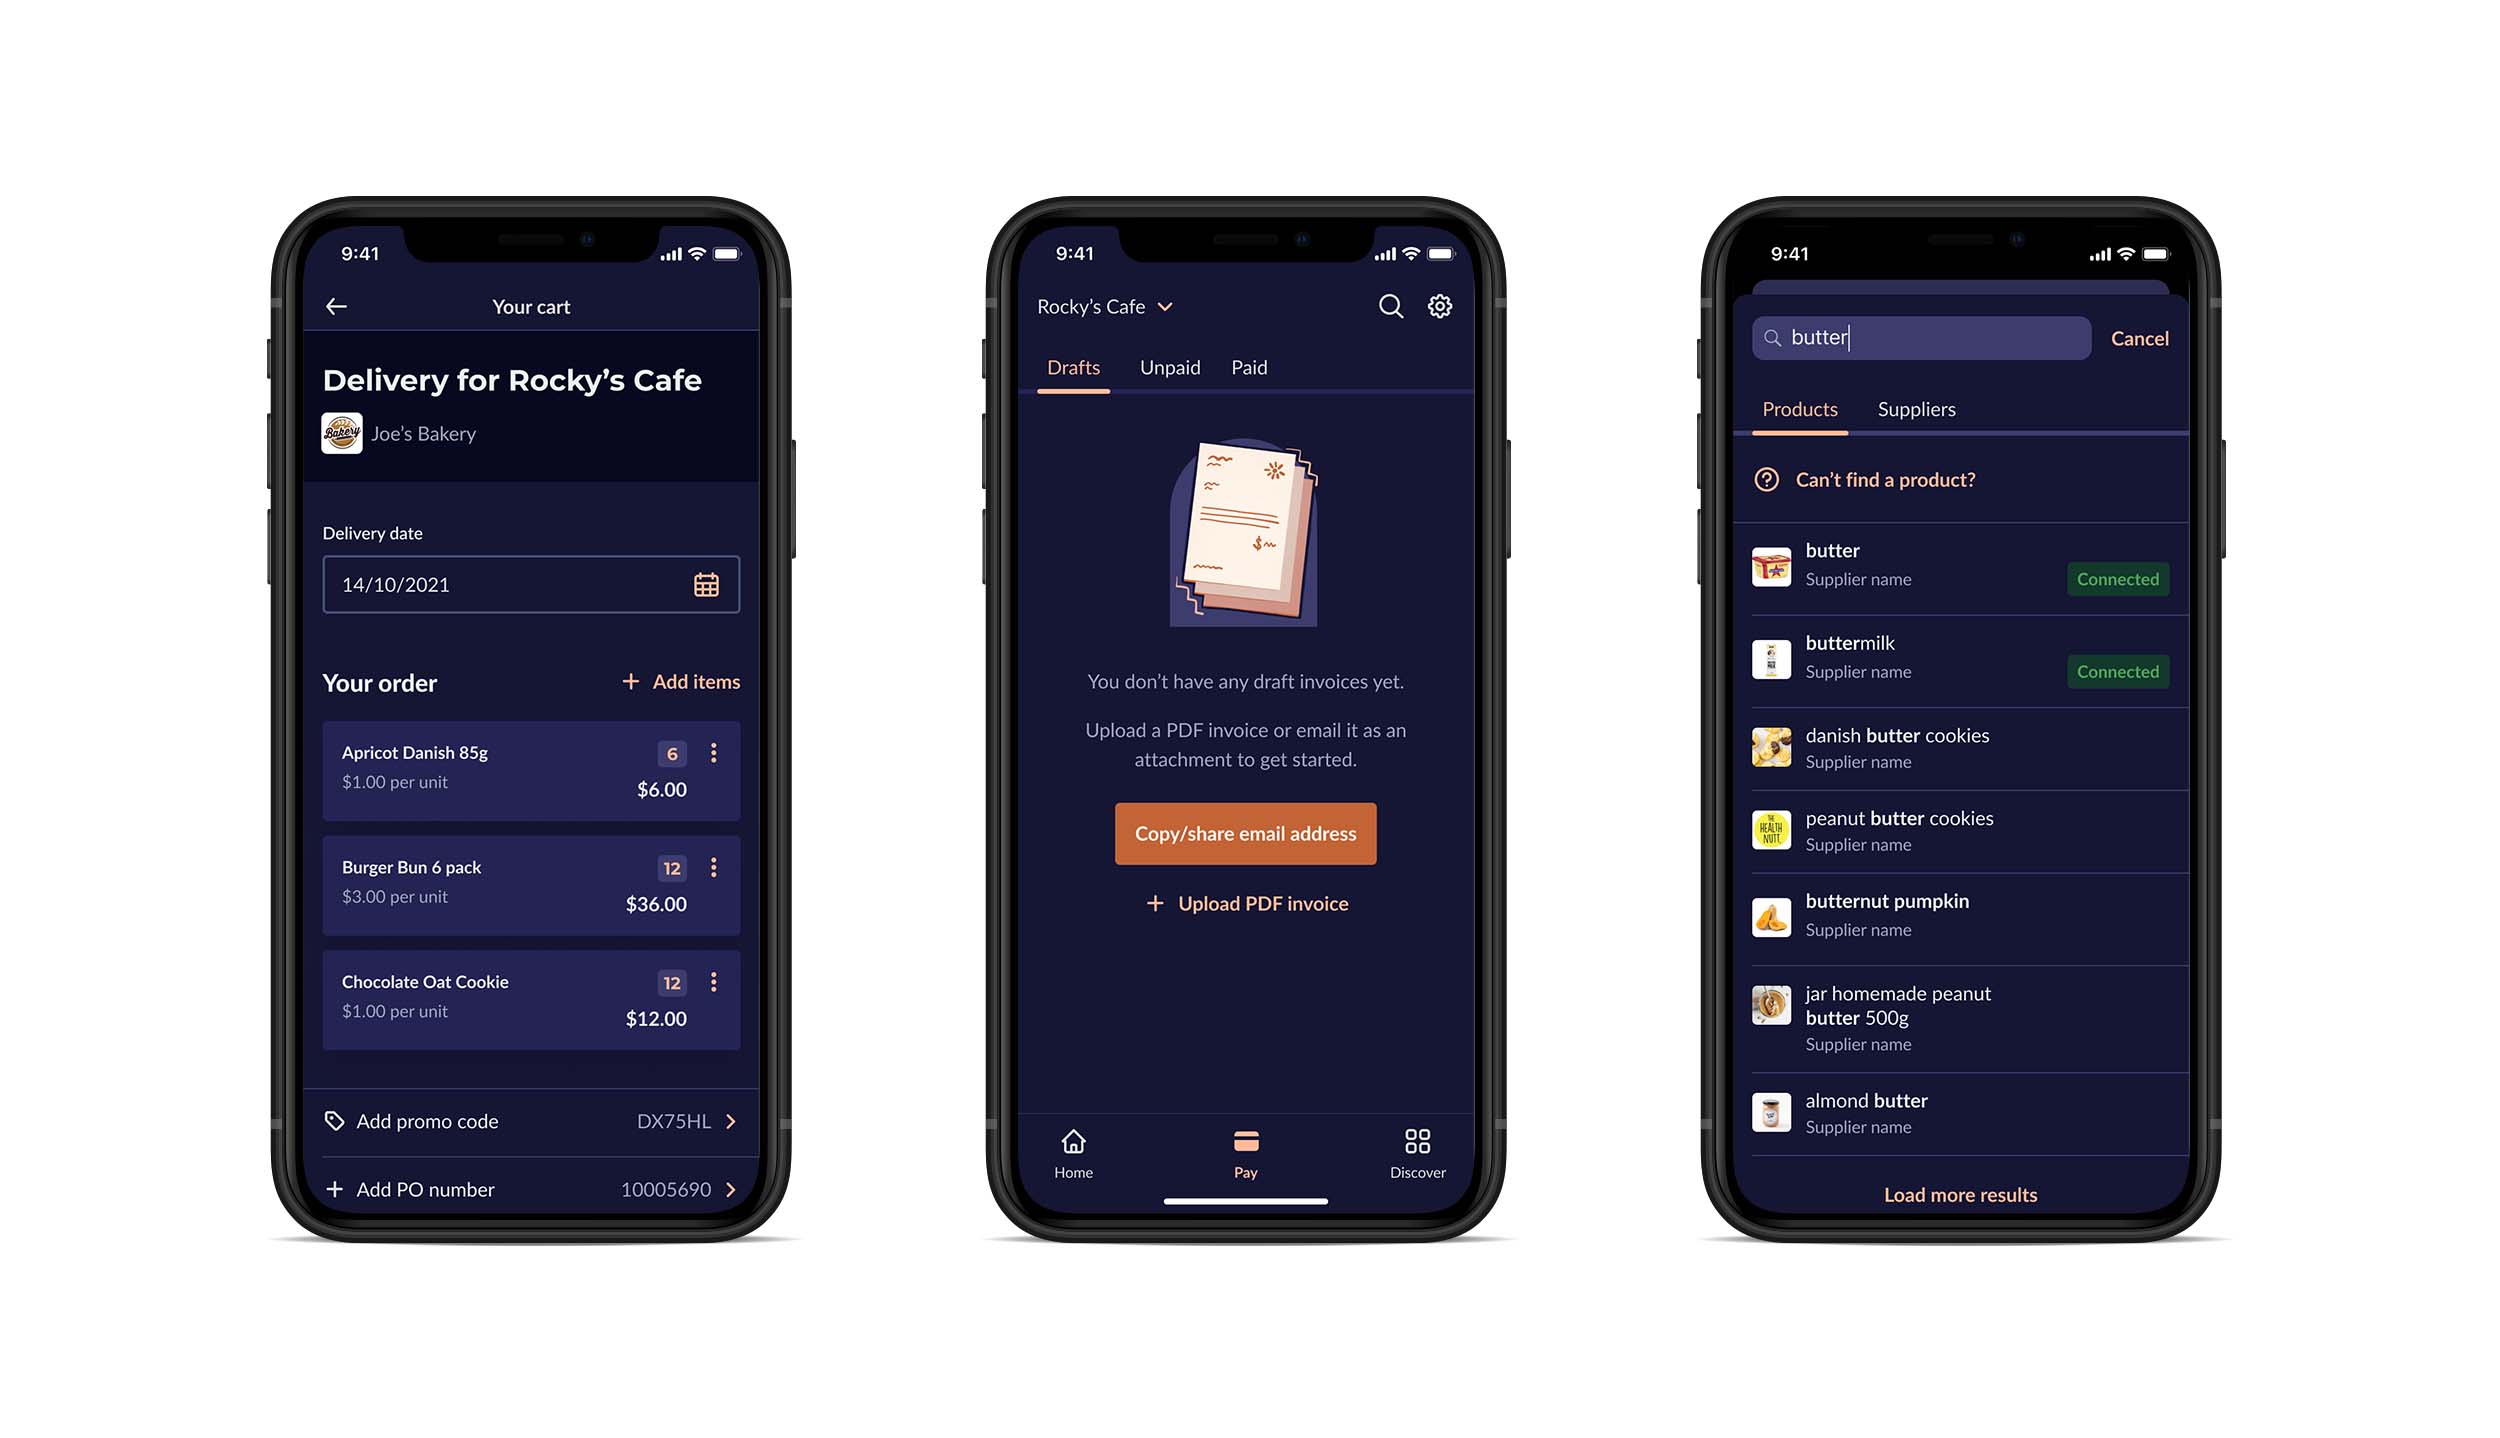 9:41
Your cart
Delivery for Rocky’s Cafe
Bakery
Joe’s Bakery
Delivery date
14/10/2021
Your order
+ Add items
Apricot Danish 85g
6
$1.00 per unit
$6.00
Burger Bun 6 pack
12
$3.00 per unit
$36.00
Chocolate Oat Cookie
12
$1.00 per unit
$12.00
Add promo code
DX75HL
+ Add PO number
10005690
9:41
Rocky’s Cafe
Drafts
Unpaid
Paid
$
You don’t have any draft invoices yet.
Upload a PDF invoice or email it as an
attachment to get started.
Copy/share email address
+ Upload PDF invoice
Home
Pay
Discover
9:41
butter
Cancel
Products
Suppliers
Can’t find a product?
butter
Supplier name
Connected
buttermilk
Supplier name
Connected
danish butter cookies
Supplier name
THE
HEALTH
NUTT
peanut butter cookies
Supplier name
butternut pumpkin
Supplier name
jar homemade peanut
butter 500g
Supplier name
almond butter
Supplier name
Load more results